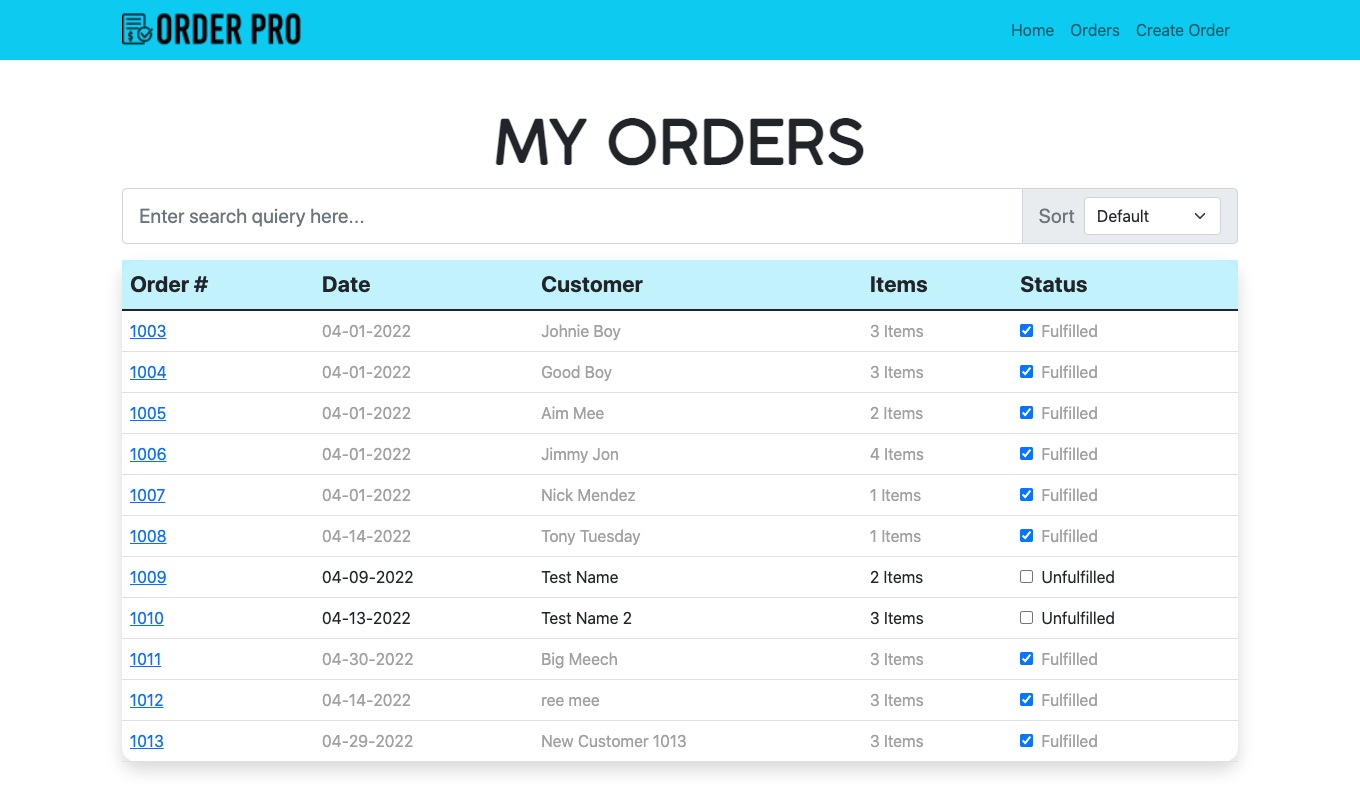 ORDER PRO Home Orders Create Order
MY ORDERS
Enter search quiery here... Sort Default
Order # Date Customer Items Status
1003 04-01-2022 Johnie Boy 3 Items Fulfilled
1004 04-01-2022 Good Boy 3 Items Fulfilled
1005 04-01-2022 Aim Mee 2 Items Fulfilled
1006 04-01-2022 Jimmy Jon 4 Items Fulfilled
1007 04-01-2022 Nick Mendez 1 Items Fulfilled
1008 04-14-2022 Tony Tuesday 1 Items Fulfilled
1009 04-09-2022 Test Name 2 Items Unfulfilled
1010 04-13-2022 Test Name 2 3 Items Unfulfilled
1011 04-30-2022 Big Meech 3 Items Fulfilled
1012 04-14-2022 ree mee 3 Items Fulfilled
1013 04-29-2022 New Customer 1013 3 Items Fulfilled